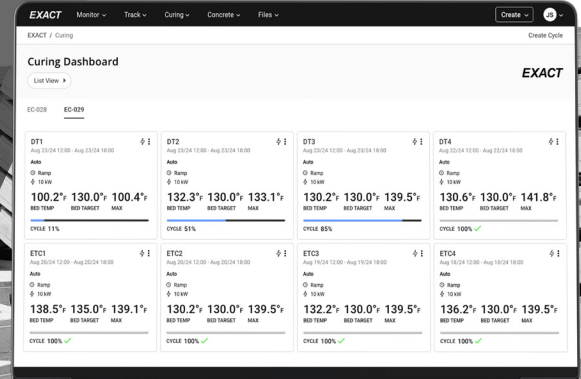 EXACT Monitor Track Curing Concrete Files Create JS
EXACT / Curing Create Cycle
Curing Dashboard
List View
EXACT
EC-028 EC-029
DT1
Aug 23/24 12:00 - Aug 23/24 18:00
Auto
Ramp
10 kW
100.2°F 130.0°F 100.4°F
BED TEMP BED TARGET MAX
CYCLE 11%
DT2
Aug 23/24 12:00 - Aug 23/24 18:00
Auto
Ramp
10 kW
132.3°F 130.0°F 133.1°F
BED TEMP BED TARGET MAX
CYCLE 51%
DT3
Aug 23/24 12:00 - Aug 23/24 18:00
Auto
Ramp
10 kW
130.2°F 130.0°F 139.5°F
BED TEMP BED TARGET MAX
CYCLE 85%
DT4
Aug 22/24 12:00 - Aug 22/24 18:00
Auto
Ramp
10 kW
130.6°F 130.0°F 141.8°F
BED TEMP BED TARGET MAX
CYCLE 100%
ETC1
Aug 20/24 12:00 - Aug 20/24 18:00
Auto
Ramp
10 kW
138.5°F 135.0°F 139.1°F
BED TEMP BED TARGET MAX
CYCLE 100%
ETC2
Aug 20/24 12:00 - Aug 20/24 18:00
Auto
Ramp
10 kW
130.2°F 130.0°F 139.5°F
BED TEMP BED TARGET MAX
CYCLE 100%
ETC3
Aug 19/24 12:00 - Aug 19/24 18:00
Auto
Ramp
10 kW
132.2°F 130.0°F 139.5°F
BED TEMP BED TARGET MAX
CYCLE 100%
ETC4
Aug 18/24 12:00 - Aug 18/24 18:00
Auto
Ramp
10 kW
136.2°F 130.0°F 139.5°F
BED TEMP BED TARGET MAX
CYCLE 100%